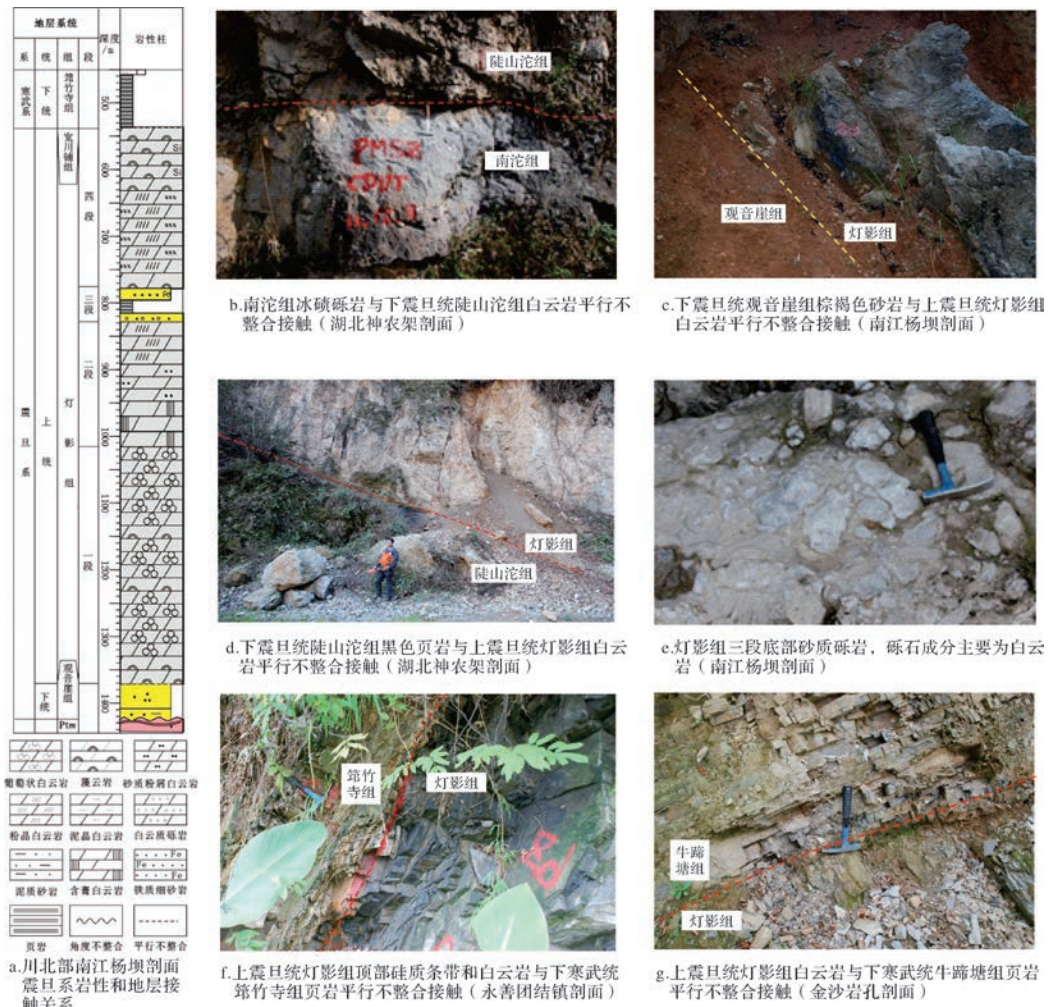 地层系统
深度
/m
岩性柱
系
统
组
段
寒武系
下统
筇竹寺组
宽川铺组
震旦系
上统
灯影组
四段
三段
二段
一段
下统
观音崖组
Ptm
600
700
800
900
1000
1100
1300
Si
Si
Fe
葡萄状白云岩
藻云岩
砂质粉屑白云岩
粉晶白云岩
泥晶白云岩
白云质砾岩
泥质砂岩
含膏白云岩
铁质细砂岩
Fe
Fe
Fe
页岩
角度不整合
平行不整合
a.川北部南江杨坝剖面
震旦系岩性和地层接
触关系
陡山沱组
南沱组
PMSB
CDUT
b.南沱组冰碛砾岩与下震旦统陡山沱组白云岩平行不
整合接触（湖北神农架剖面）
观音崖组
灯影组
c.下震旦统观音崖组棕褐色砂岩与上震旦统灯影组
白云岩平行不整合接触（南江杨坝剖面）
灯影组
陡山沱组
d.下震旦统陡山沱组黑色页岩与上震旦统灯影组白云
岩平行不整合接触（湖北神农架剖面）
e.灯影组三段底部砂质砾岩，砾石成分主要为白云
岩（南江杨坝剖面）
筇竹
寺组
灯影组
f.上震旦统灯影组顶部硅质条带和白云岩与下寒武统
筇竹寺组页岩平行不整合接触（永善团结镇剖面）
牛蹄
塘组
灯影组
g.上震旦统灯影组白云岩与下寒武统牛蹄塘组页岩
平行不整合接触（金沙岩孔剖面）